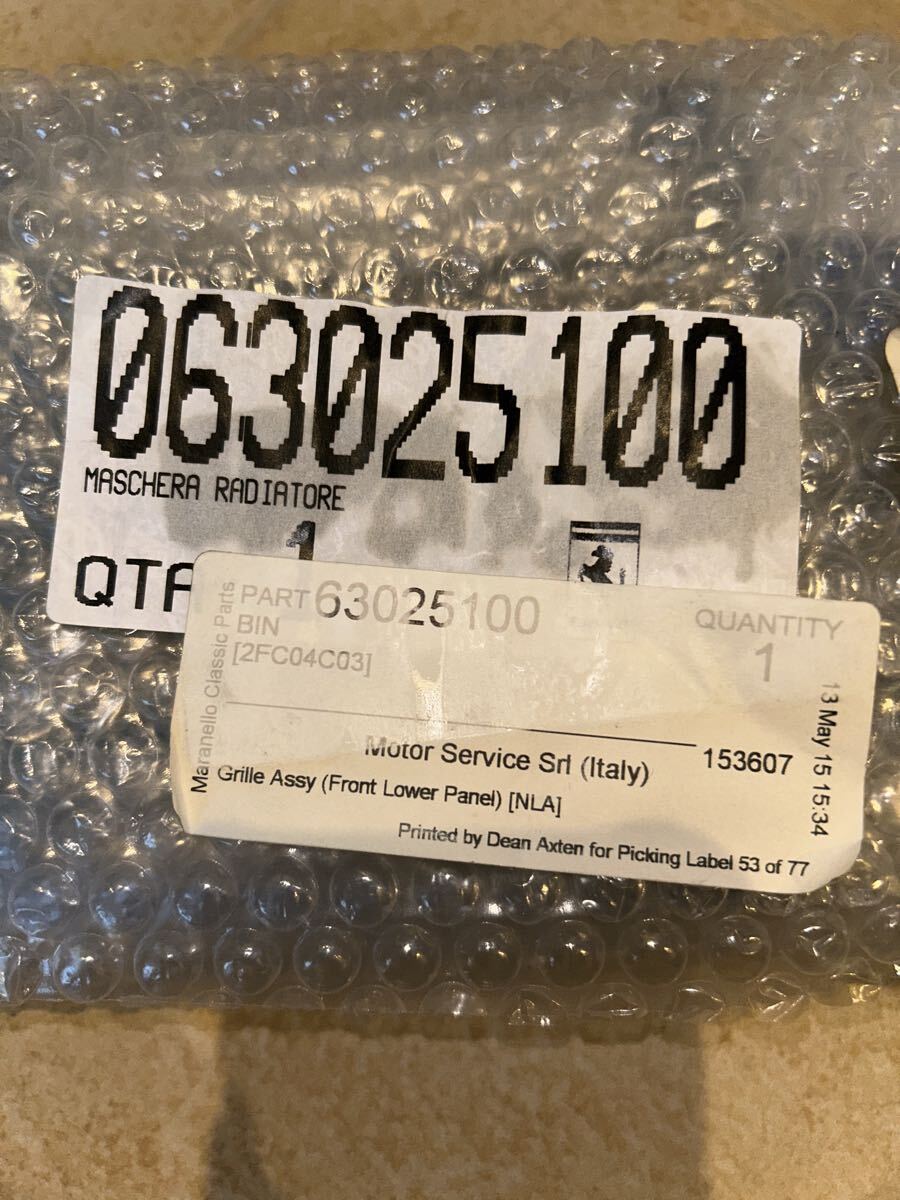 063025100
MASCHERA RADIATORE
1
QTA
Maranello Classic Parts
PART 63025100
QUANTITY
BIN
1
[2FC04C03]
13 May 15 15:34
Motor Service Srl (Italy)
153607
Grille Assy (Front Lower Panel) [NLA]
Printed by Dean Axten for Picking Label 53 of 77